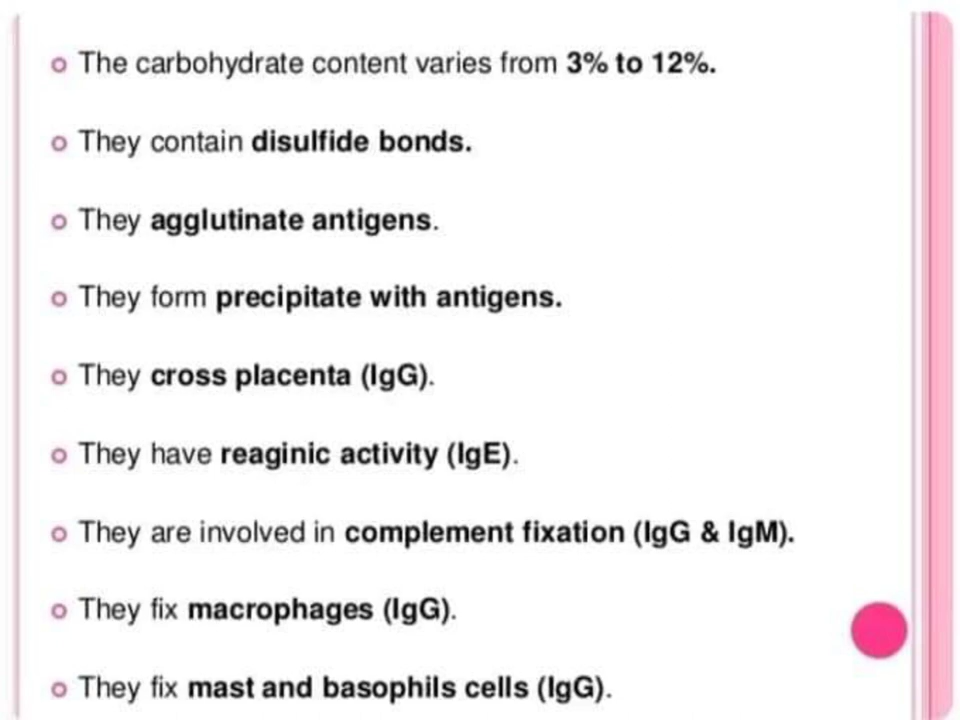 The carbohydrate content varies from 3% to 12%.
They contain disulfide bonds.
They agglutinate antigens.
They form precipitate with antigens.
They cross placenta (IgG).
They have reaginic activity (IgE).
They are involved in complement fixation (IgG & IgM).
They fix macrophages (IgG).
They fix mast and basophils cells (IgG).